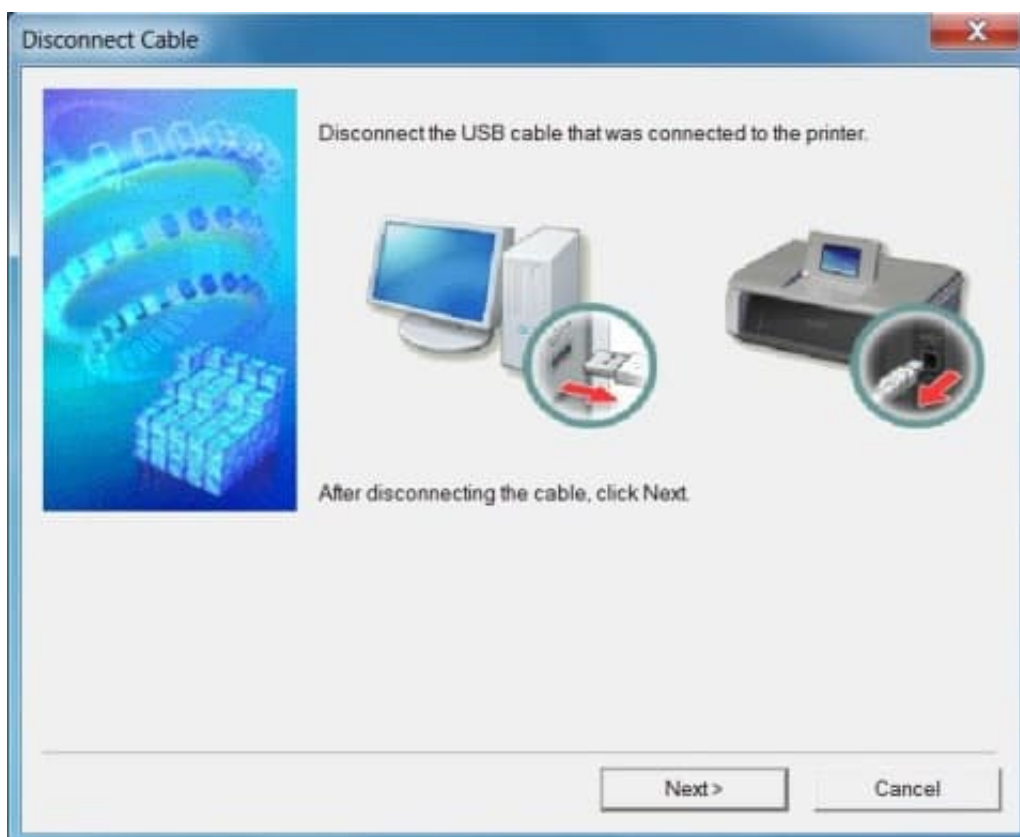 Disconnect Cable
Disconnect the USB cable that was connected to the printer.
After disconnecting the cable, click Next.
Next >
Cancel